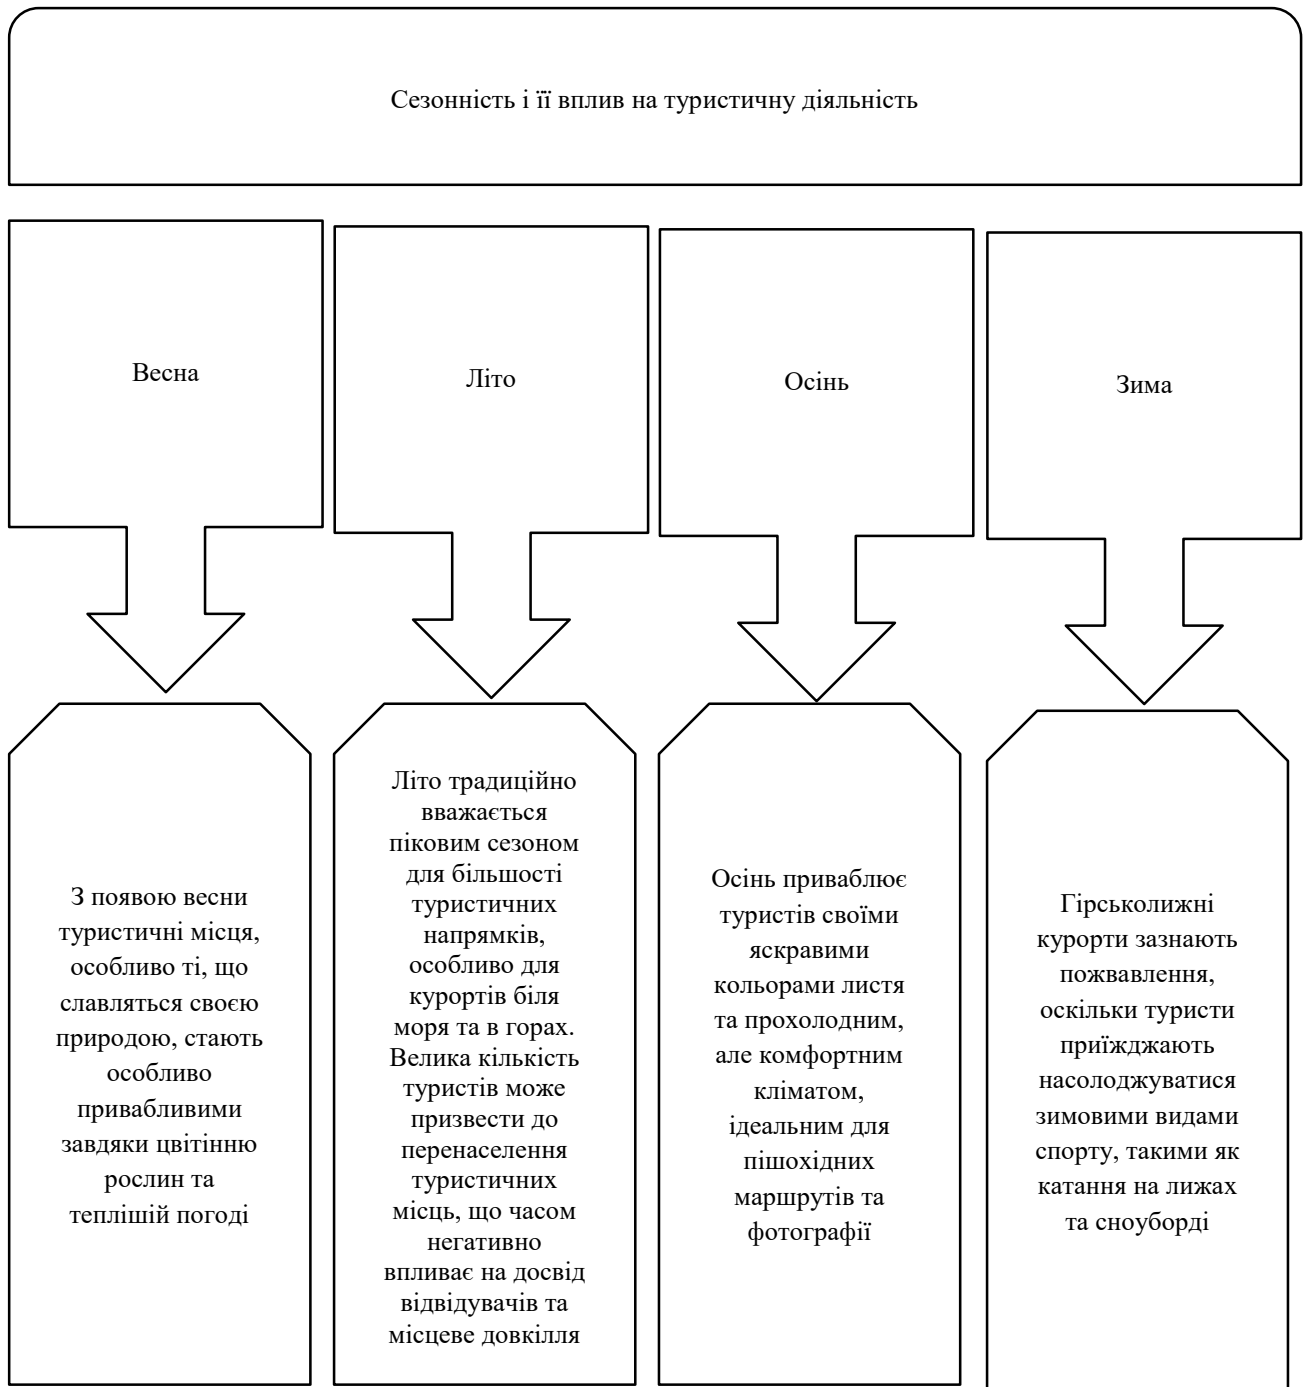 Сезонність і її вплив на туристичну діяльність
Весна
Літо
Осінь
Зима
З появою весни
туристичні місця,
особливо ті, що
славляться своєю
природою, стають
особливо
привабливими
завдяки цвітінню
рослин та
теплішій погоді
Літо традиційно
вважається
піковим сезоном
для більшості
туристичних
напрямків,
особливо для
курортів біля
моря та в горах.
Велика кількість
туристів може
призвести до
перенаселення
туристичних
місць, що часом
негативно
впливає на досвід
відвідувачів та
місцеве довкілля
Осінь приваблює
туристів своїми
яскравими
кольорами листя
та прохолодним,
але комфортним
кліматом,
ідеальним для
пішохідних
маршрутів та
фотографії
Гірськолижні
курорти зазнають
пожвавлення,
оскільки туристи
приїжджають
насолоджуватися
зимовими видами
спорту, такими як
катання на лижах
та сноуборді